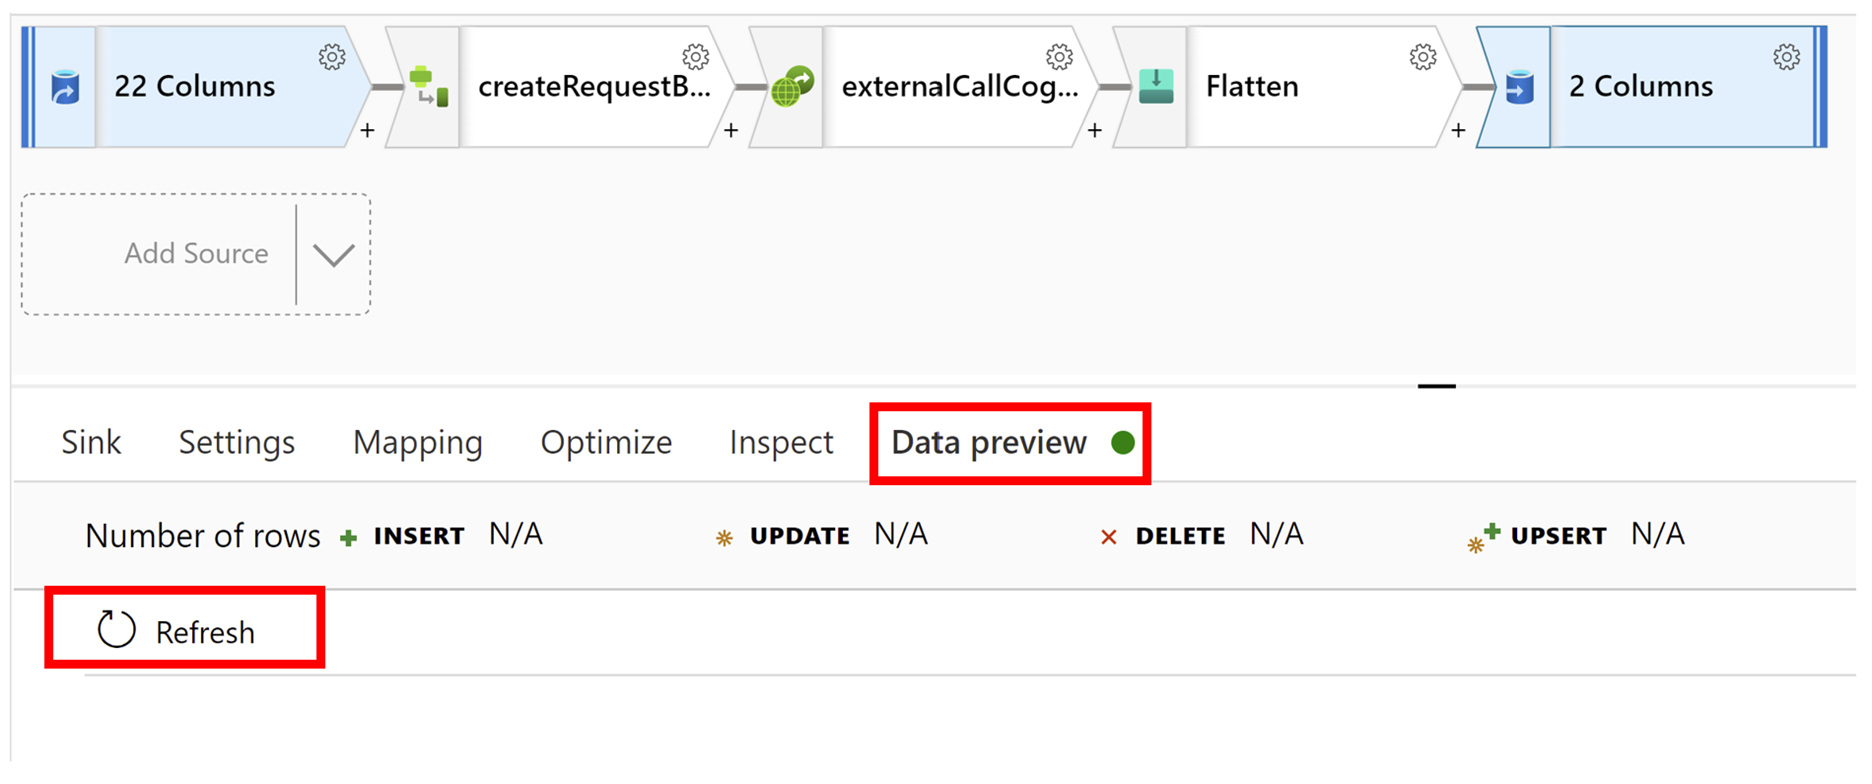 22 Columns
createRequestB...
externalCallCog...
Flatten
2 Columns
+
+
+
+
Add Source
Sink Settings Mapping Optimize Inspect Data preview
Number of rows + INSERT N/A UPDATE N/A DELETE N/A UPSERT N/A
Refresh